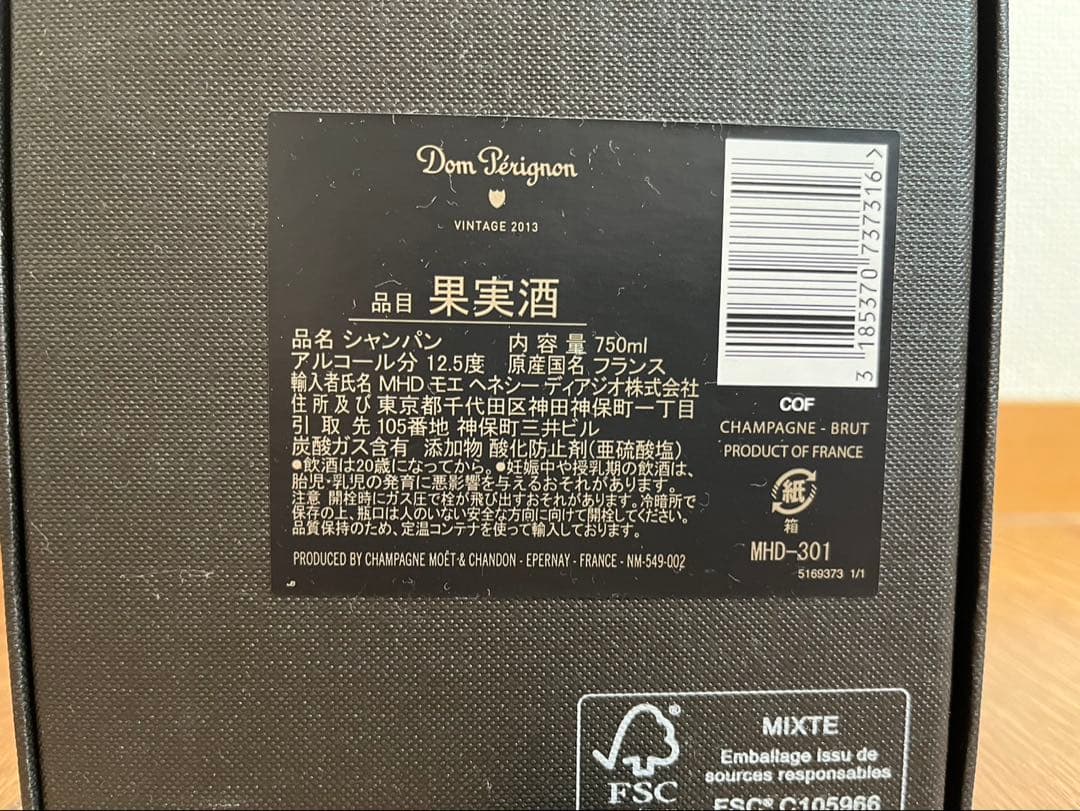 Dom Pérignon
VINTAGE 2013
品目 果実酒
品名 シャンパン 内容量 750ml
アルコール分 12.5度 原産国名 フランス
輸入者氏名 MHD モエ ヘネシー ディアジオ株式会社
住所及び 東京都千代田区神田神保町一丁目
引取先 105番地 神保町三井ビル
炭酸ガス含有 添加物 酸化防止剤(亜硫酸塩)
●飲酒は20歳になってから。●妊娠中や授乳期の飲酒は、
胎児・乳児の発育に悪影響を与えるおそれがあります。
注意 開栓時にガス圧で栓が飛び出すおそれがあります。冷暗所で
保存の上、瓶口は人のいない安全な方向に向けて開栓してください。
品質保持のため、定温コンテナを使って輸入しております。
PRODUCED BY CHAMPAGNE MOËT & CHANDON - EPERNAY - FRANCE - NM-549-002
3 185370 737316 >
COF
CHAMPAGNE - BRUT
PRODUCT OF FRANCE
紙
箱
MHD-301
5169373 1/1
FSC
MIXTE
Emballage issu de
sources responsables
FSC® C105966